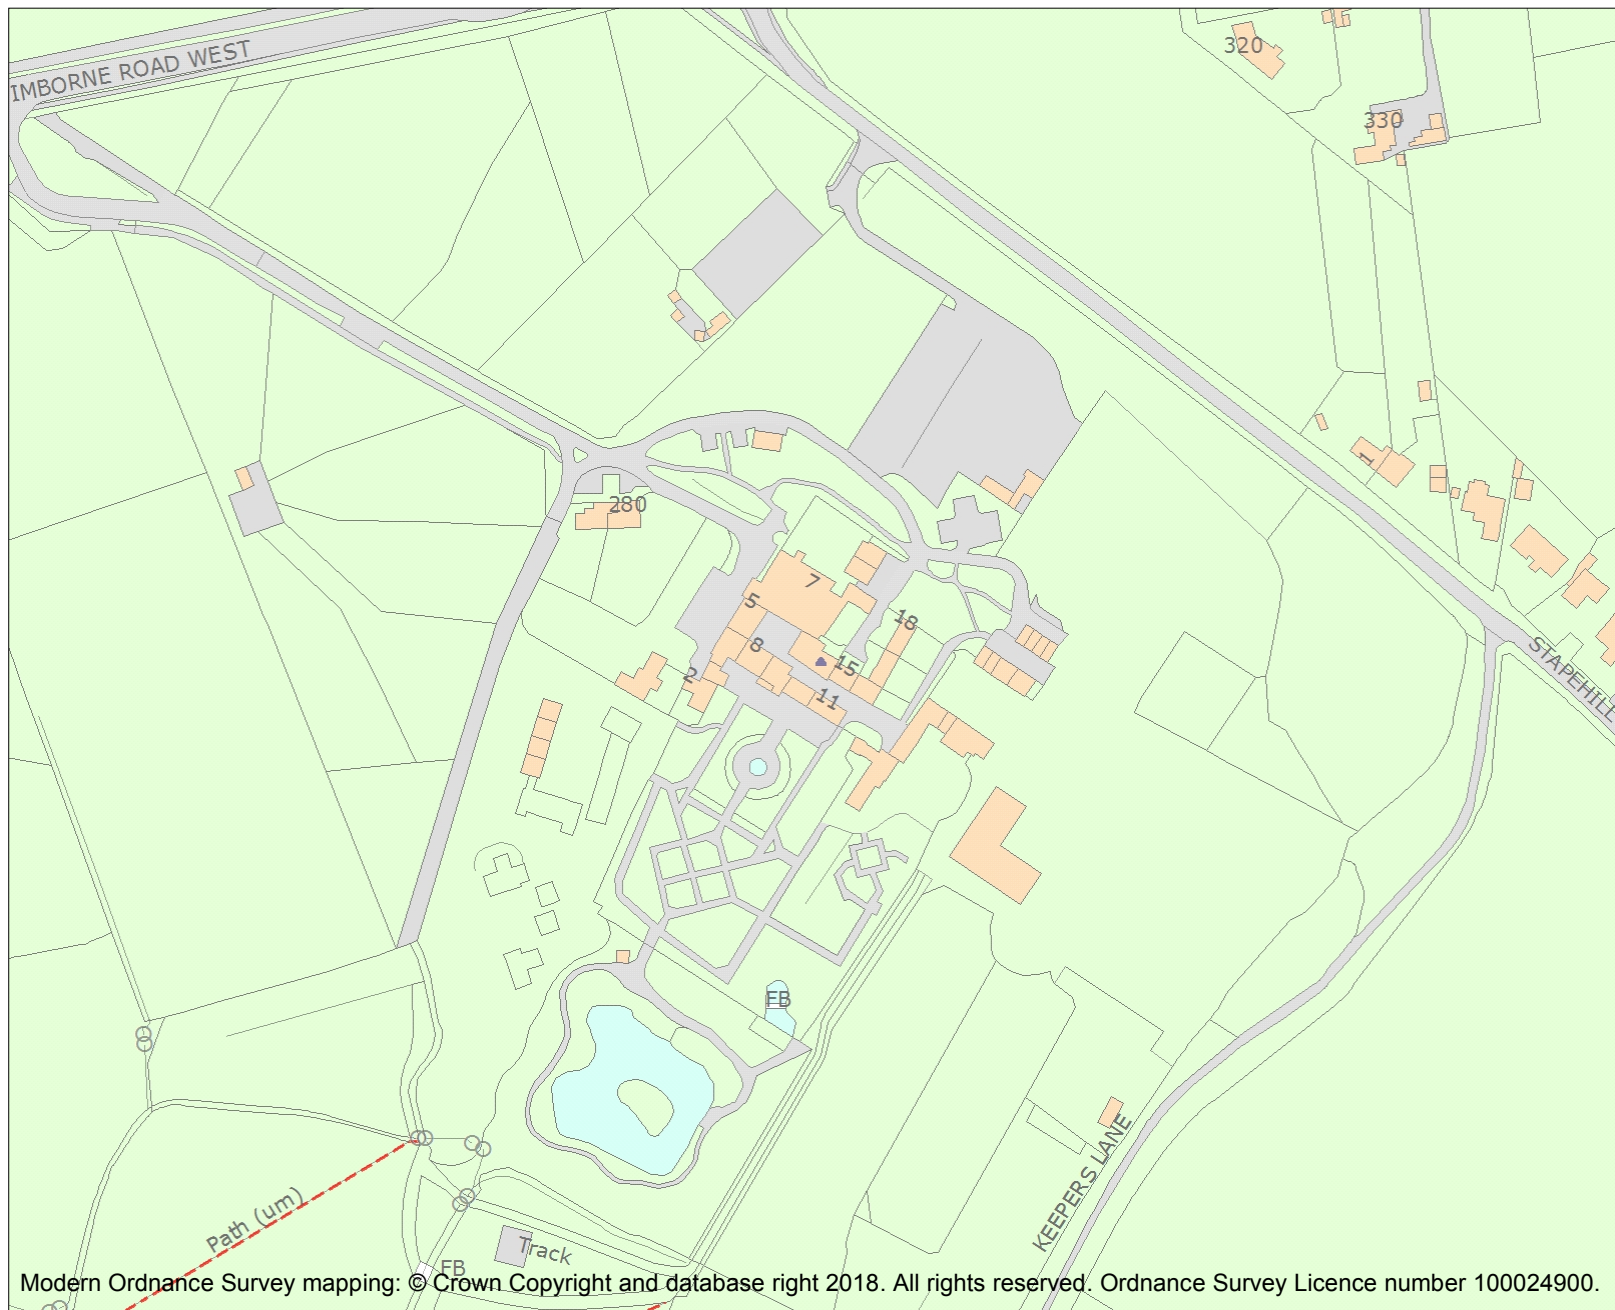 IMBORNE ROAD WEST
320
330
1
280
7
5
18
8
15
2
11
STAPEHILL
FB
KEEPERS LANE
Path (um)
Track
FB
Modern Ordnance Survey mapping: © Crown Copyright and database right 2018. All rights reserved. Ordnance Survey Licence number 100024900.